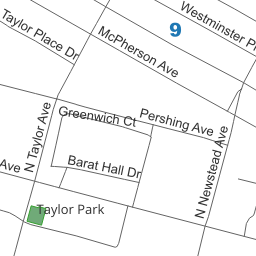 Westminster P
9
Taylor Place Dr
McPherson Ave
Greenwich Ct
Pershing Ave
N Taylor Ave
Ave
Barat Hall Dr
N Newstead Ave
Taylor Park